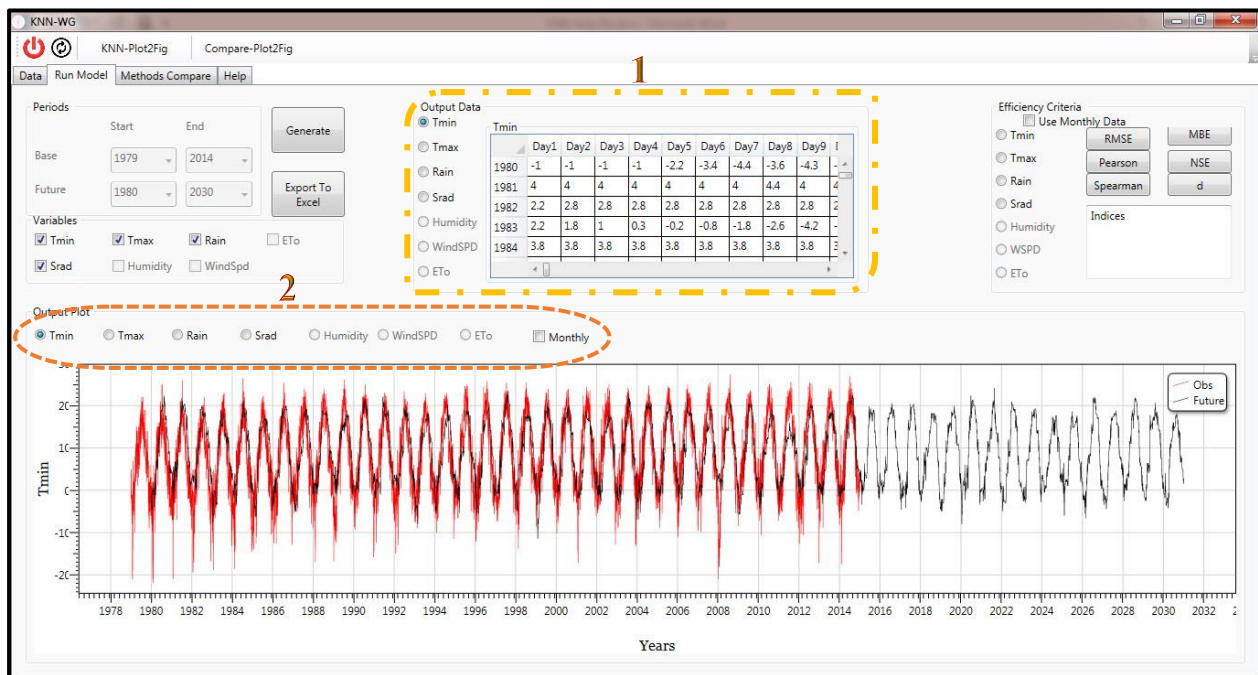 KNN-WG
KNN-Plot2Fig Compare-Plot2Fig
Data Run Model Methods Compare Help
1
Periods
Start End
Base 1979 2014
Future 1980 2030
Generate
Export To
Excel
Variables
Tmin Tmax Rain ETo
Srad Humidity WindSpd
Output Data
Tmin
Tmax
Rain
Srad
Humidity
WindSPD
ETo
Tmin
Day1 Day2 Day3 Day4 Day5 Day6 Day7 Day8 Day9
1980 -1 -1 -1 -1 -2.2 -3.4 -4.4 -3.6 -4.3 -
1981 4 4 4 4 4 4 4 4.4 4 4
1982 2.2 2.8 2.8 2.8 2.8 2.8 2.8 2.8 2.8 2
1983 2.2 1.8 1 0.3 -0.2 -0.8 -1.8 -2.6 -4.2 -
1984 3.8 3.8 3.8 3.8 3.8 3.8 3.8 3.8 3.8 3
Efficiency Criteria
Use Monthly Data
Tmin
Tmax
Rain
Srad
Humidity
WSPD
ETo
RMSE MBE
Pearson NSE
Spearman d
Indices
2
Output Plot
Tmin Tmax Rain Srad Humidity WindSPD ETo Monthly
Obs
Future
Tmin
20
10
0
-10
-20
1978 1980 1982 1984 1986 1988 1990 1992 1994 1996 1998 2000 2002 2004 2006 2008 2010 2012 2014 2016 2018 2020 2022 2024 2026 2028 2030 2032
Years